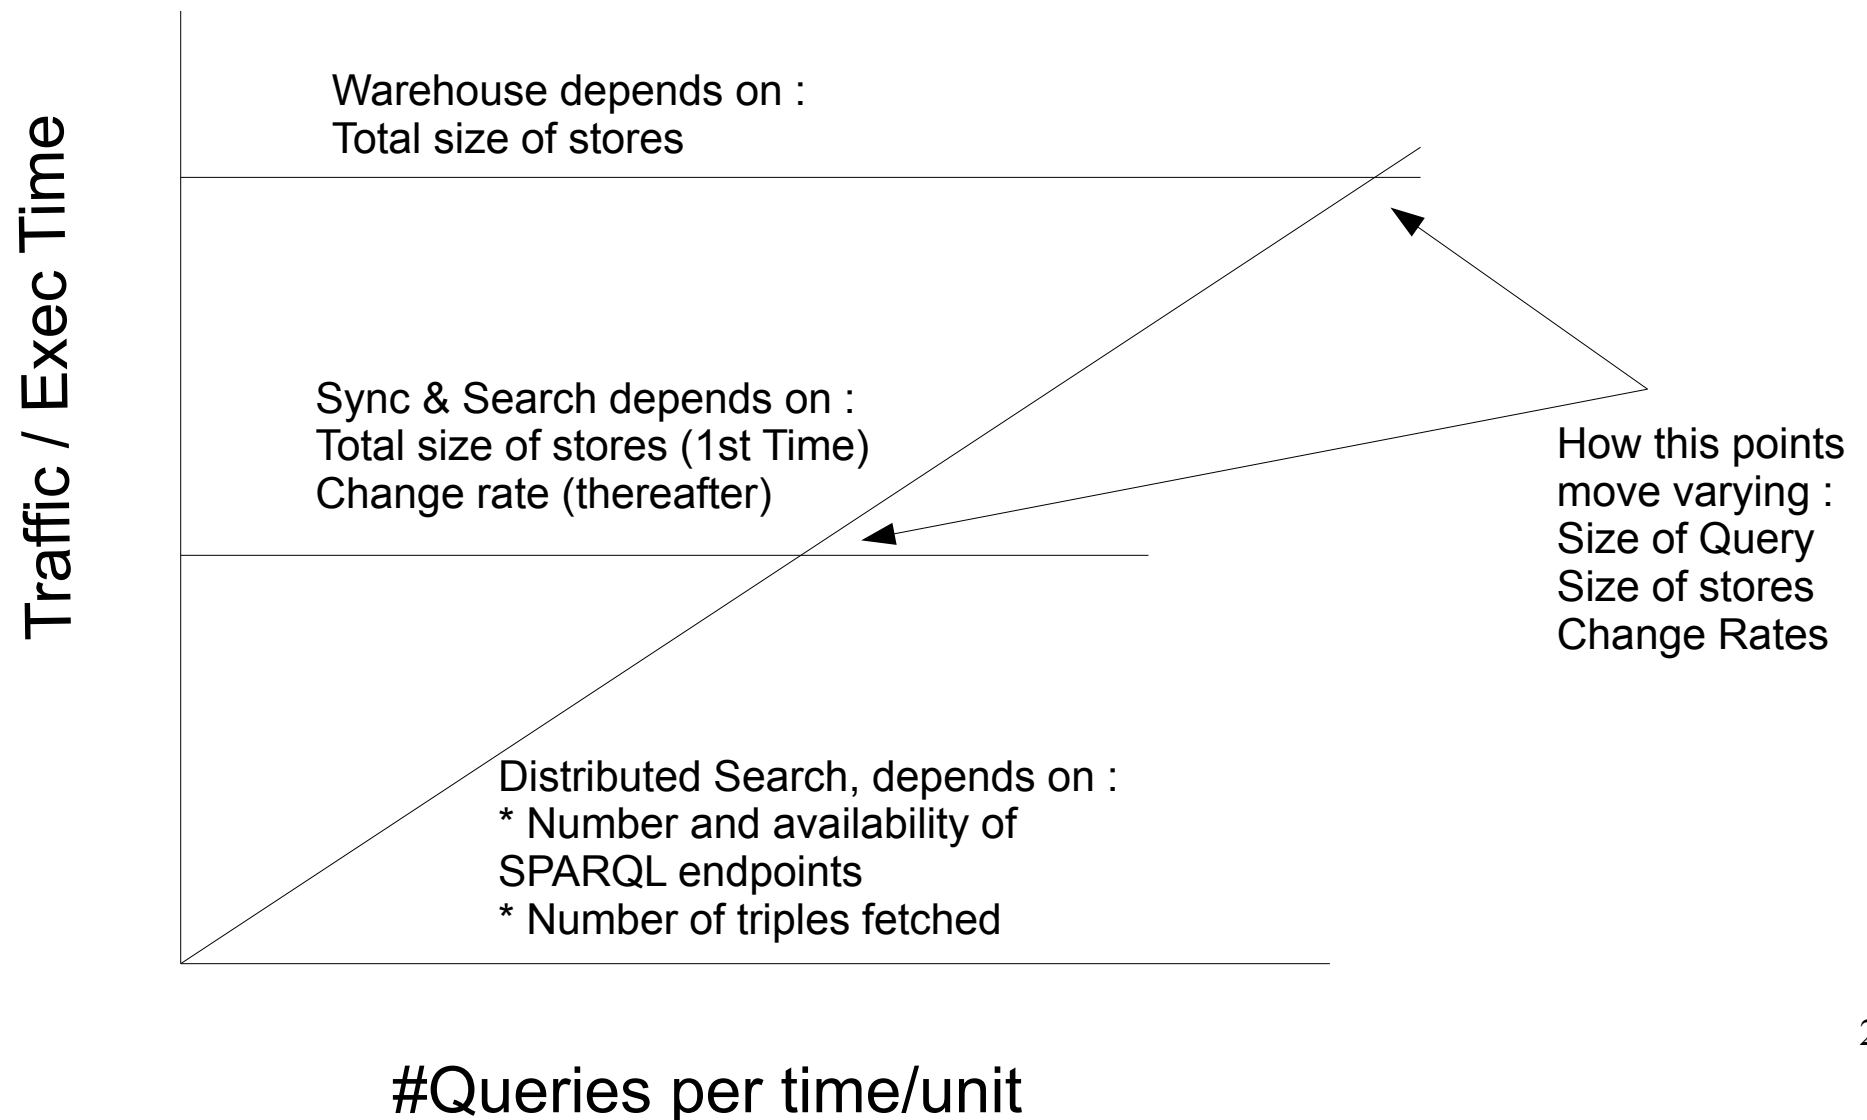 Traffic / Exec Time
Warehouse depends on :
Total size of stores
Sync & Search depends on :
Total size of stores (1st Time)
Change rate (thereafter)
How this points
move varying :
Size of Query
Size of stores
Change Rates
Distributed Search, depends on :
* Number and availability of
SPARQL endpoints
* Number of triples fetched
2
#Queries per time/unit